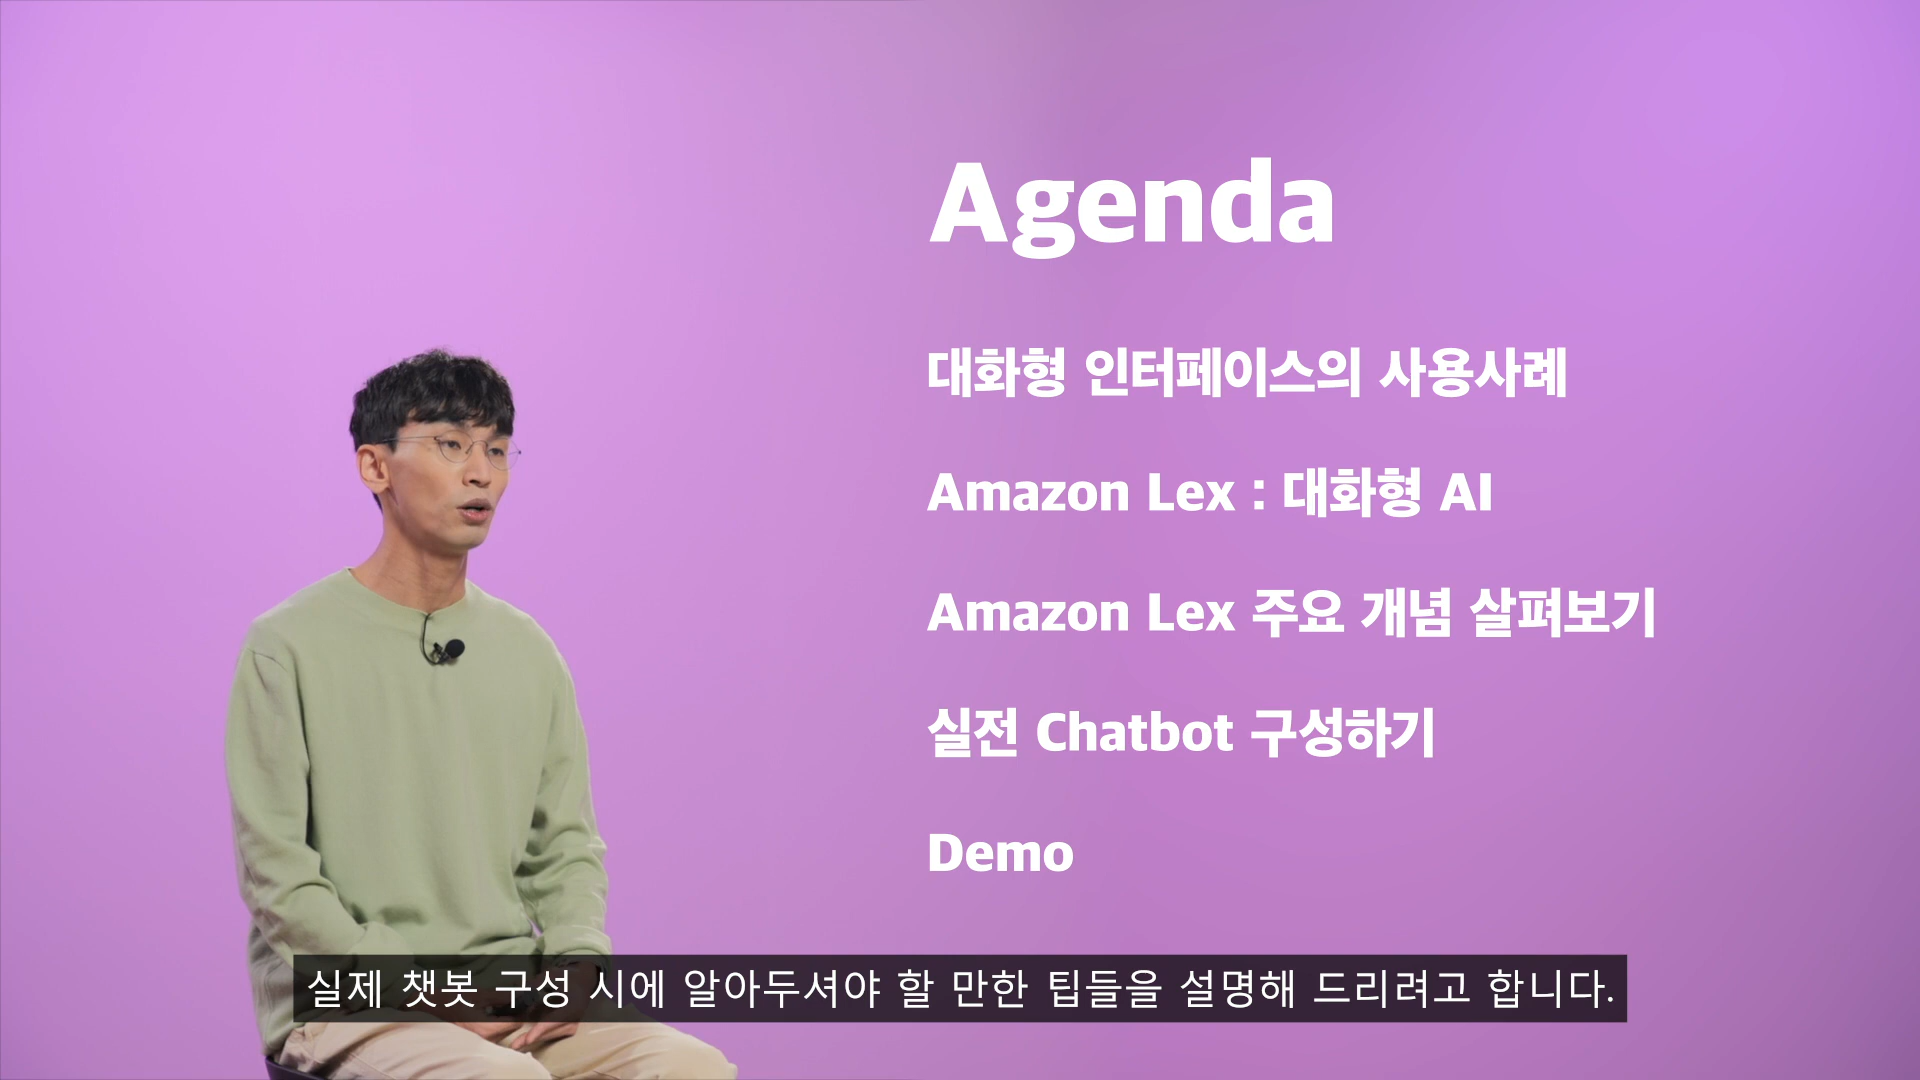 Agenda
대화형 인터페이스의 사용사례
Amazon Lex : 대화형 AI
Amazon Lex 주요 개념 살펴보기
실전 Chatbot 구성하기
Demo
실제 챗봇 구성 시에 알아두셔야 할 만한 팁들을 설명해 드리려고 합니다.